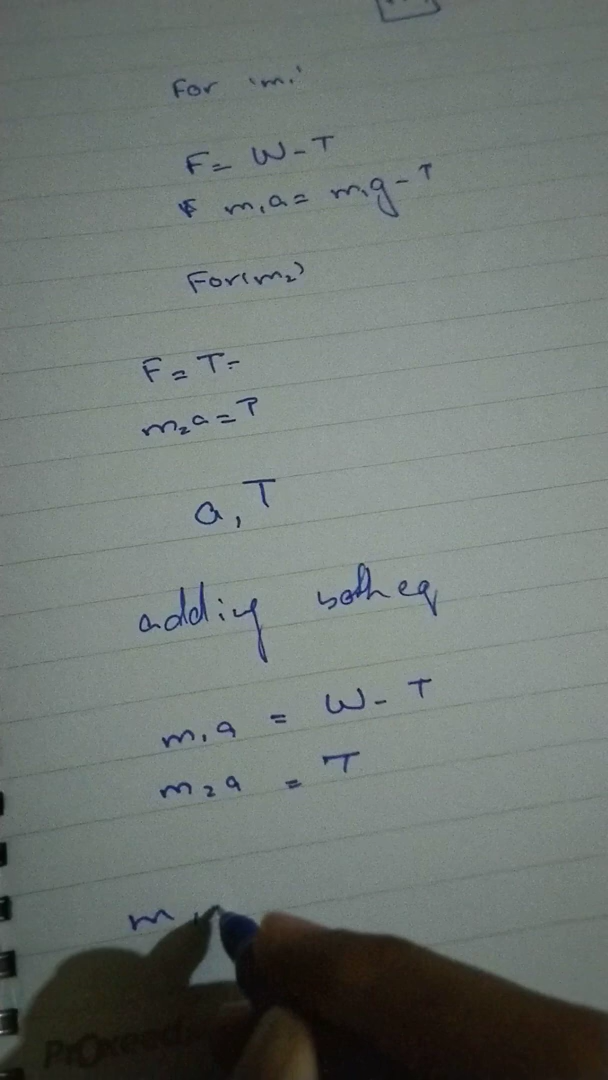 For 'm₁'
F = W - T
m₁a = m₁g - T
For (m₂)
F = T =
m₂a = T
a, T
adding both eq
m₁a = W - T
m₂a = T
m